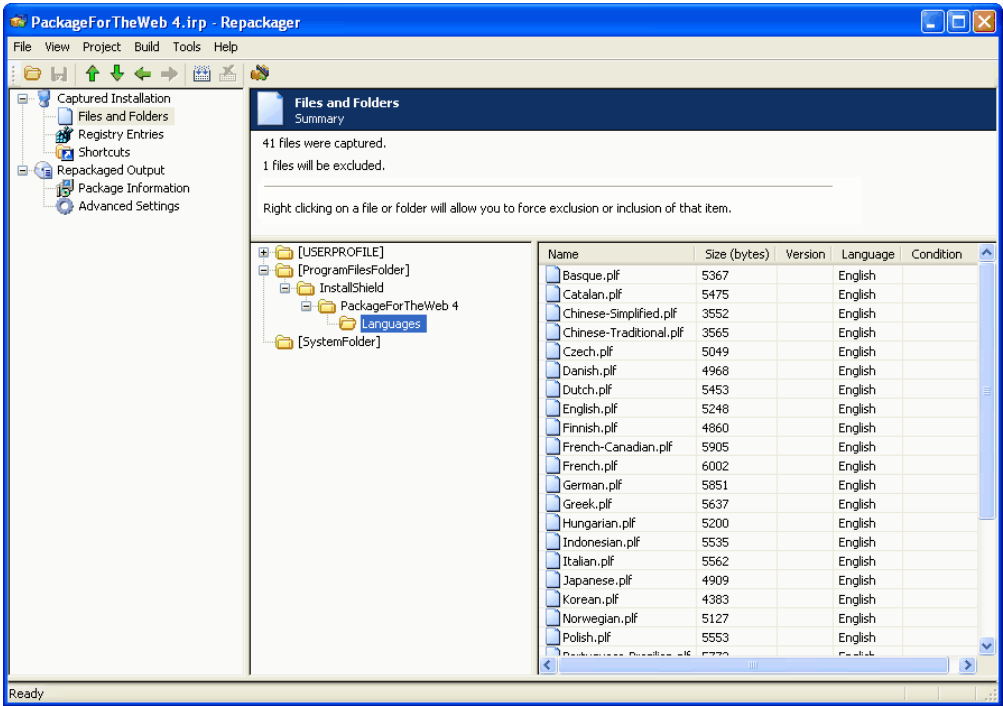 PackageForTheWeb 4.irp - Repackager
File View Project Build Tools Help
Captured Installation
Files and Folders
Registry Entries
Shortcuts
Repackaged Output
Package Information
Advanced Settings
Files and Folders
Summary
41 files were captured.
1 files will be excluded.
Right clicking on a file or folder will allow you to force exclusion or inclusion of that item.
[USERPROFILE]
[ProgramFilesFolder]
InstallShield
PackageForTheWeb 4
Languages
[SystemFolder]
Name Size (bytes) Version Language Condition
Basque.plf 5367 English
Catalan.plf 5475 English
Chinese-Simplified.plf 3552 English
Chinese-Traditional.plf 3565 English
Czech.plf 5049 English
Danish.plf 4968 English
Dutch.plf 5453 English
English.plf 5248 English
Finnish.plf 4860 English
French-Canadian.plf 5905 English
French.plf 6002 English
German.plf 5851 English
Greek.plf 5637 English
Hungarian.plf 5200 English
Indonesian.plf 5535 English
Italian.plf 5562 English
Japanese.plf 4909 English
Korean.plf 4383 English
Norwegian.plf 5127 English
Polish.plf 5553 English
Ready